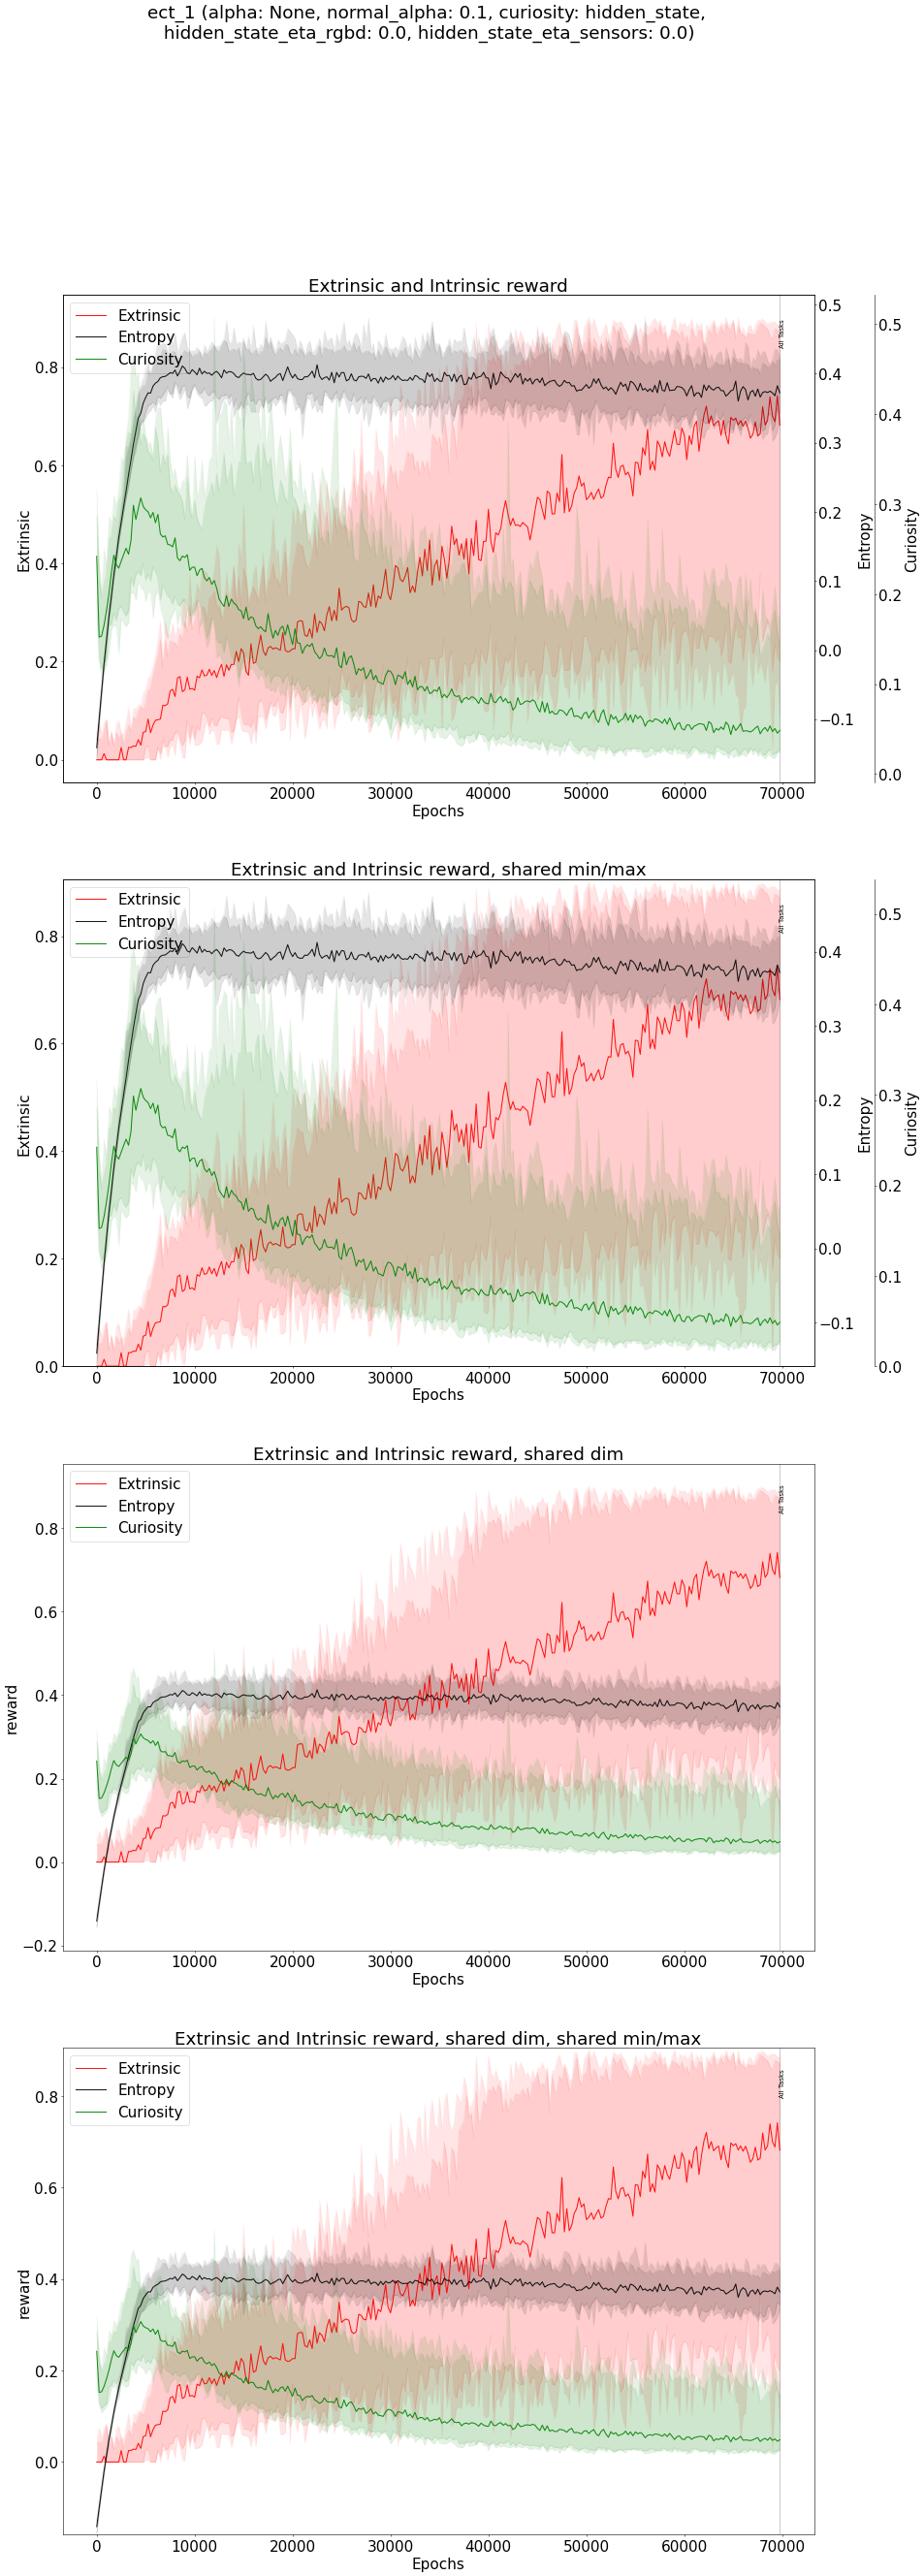 ect_1 (alpha: None, normal_alpha: 0.1, curiosity: hidden_state,
hidden_state_eta_rgbd: 0.0, hidden_state_eta_sensors: 0.0)
Extrinsic and Intrinsic reward
Extrinsic
Entropy
Curiosity
All Tasks
0.8
0.6
0.4
0.2
0.0
Extrinsic
0.5
0.4
0.3
0.2
0.1
0.0
−0.1
Entropy
0.5
0.4
0.3
0.2
0.1
0.0
Curiosity
0 10000 20000 30000 40000 50000 60000 70000
Epochs
Extrinsic and Intrinsic reward, shared min/max
Extrinsic
Entropy
Curiosity
All Tasks
0.8
0.6
0.4
0.2
0.0
Extrinsic
0.4
0.3
0.2
0.1
0.0
−0.1
Entropy
0.5
0.4
0.3
0.2
0.1
0.0
Curiosity
0 10000 20000 30000 40000 50000 60000 70000
Epochs
Extrinsic and Intrinsic reward, shared dim
Extrinsic
Entropy
Curiosity
All Tasks
0.8
0.6
0.4
0.2
0.0
−0.2
reward
0 10000 20000 30000 40000 50000 60000 70000
Epochs
Extrinsic and Intrinsic reward, shared dim, shared min/max
Extrinsic
Entropy
Curiosity
All Tasks
0.8
0.6
0.4
0.2
0.0
reward
0 10000 20000 30000 40000 50000 60000 70000
Epochs